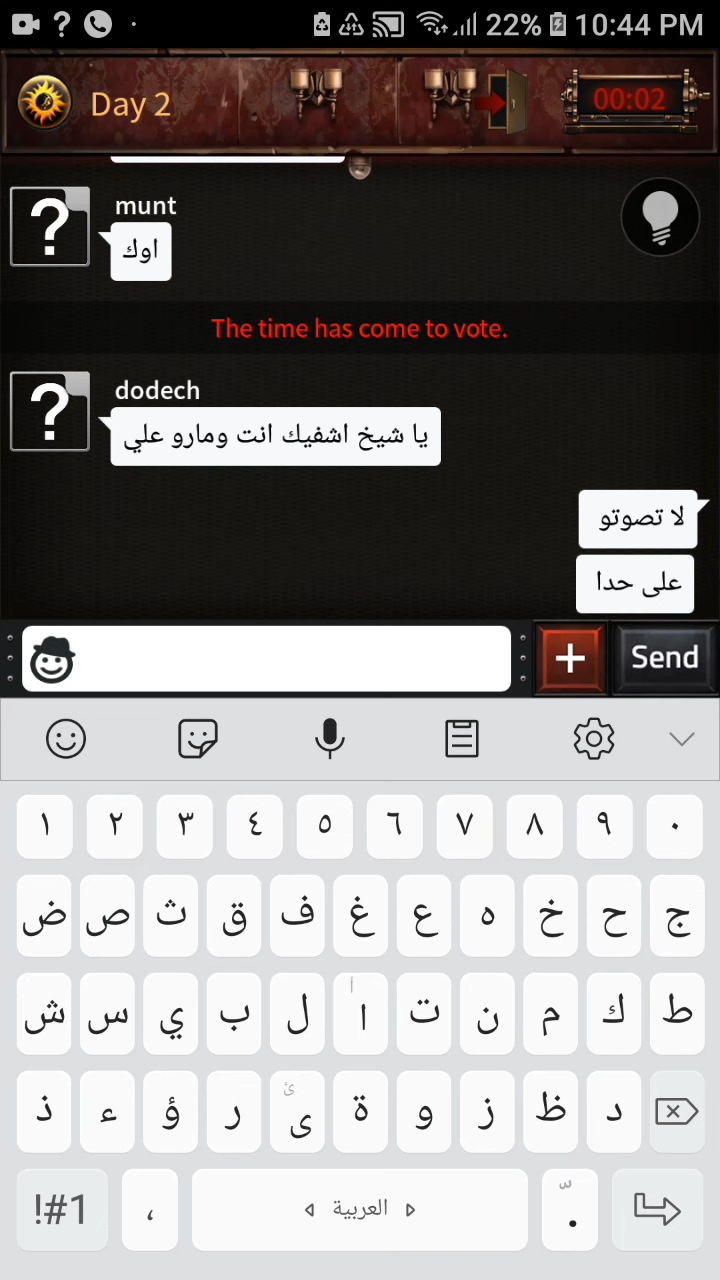 22% 10:44 PM
Day 2
00:02
munt
اوك
The time has come to vote.
dodech
يا شيخ اشفيك انت ومارو علي
لا تصوتو
على حدا
+ Send
١ ٢ ٣ ٤ ٥ ٦ ٧ ٨ ٩ ٠
ض ص ث ق ف غ ع ه خ ح ج
ش س ي ب ل أ ا ت ن م ك ط
ذ ء ؤ ر ئ ى ة و ز ظ د
!#1 ، العربية .